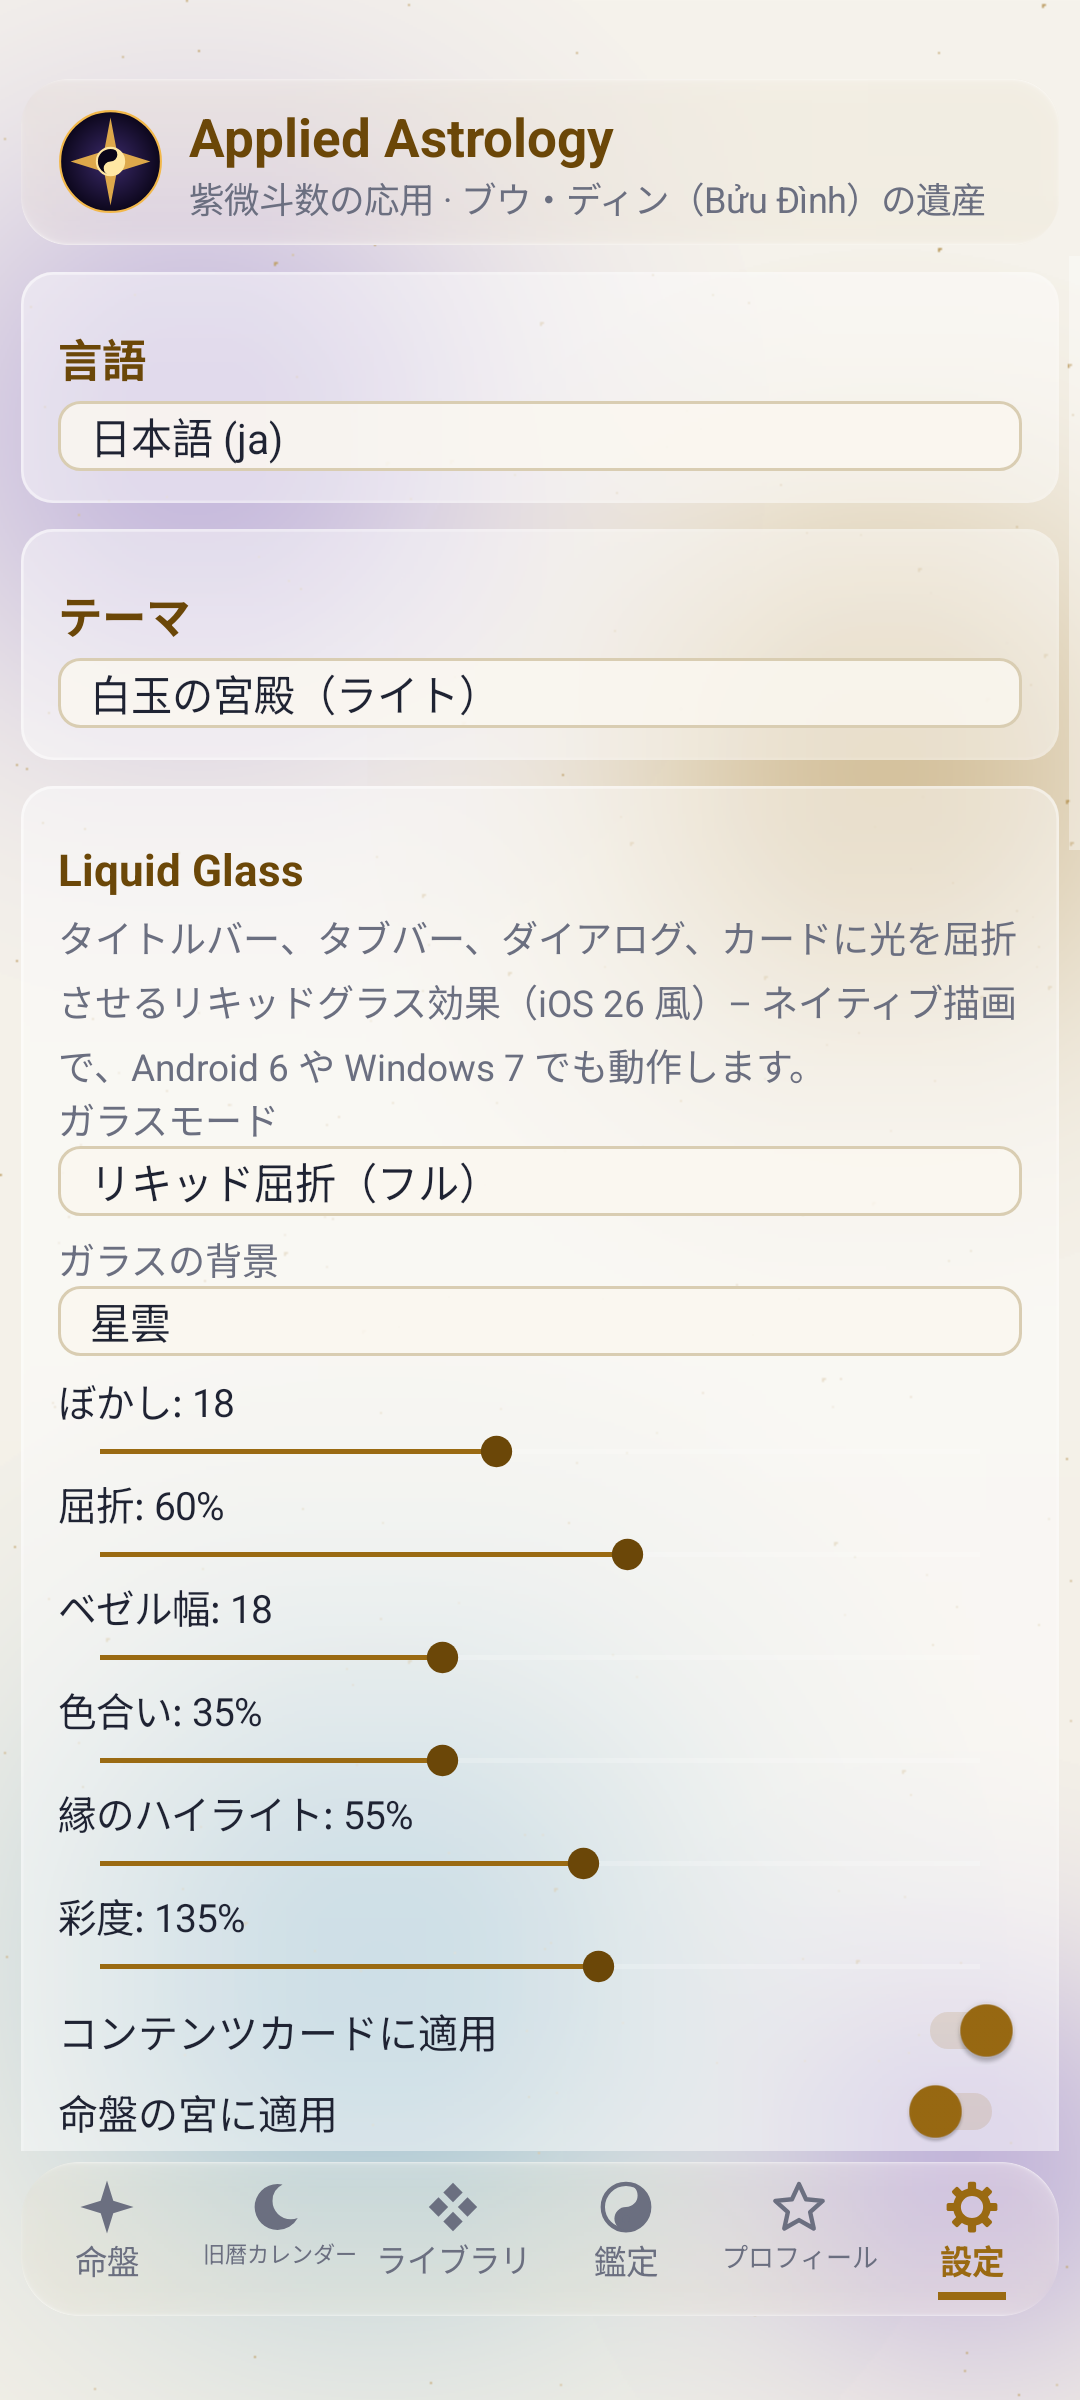 Applied Astrology
紫微斗数の応用 · ブウ・ディン（Bửu Đình）の遺産
言語
日本語 (ja)
テーマ
白玉の宮殿（ライト）
Liquid Glass
タイトルバー、タブバー、ダイアログ、カードに光を屈折
させるリキッドグラス効果（iOS 26 風）– ネイティブ描画
で、Android 6 や Windows 7 でも動作します。
ガラスモード
リキッド屈折（フル）
ガラスの背景
星雲
ぼかし: 18
屈折: 60%
ベゼル幅: 18
色合い: 35%
縁のハイライト: 55%
彩度: 135%
コンテンツカードに適用
命盤の宮に適用
命盤
旧暦カレンダー
ライブラリ
鑑定
プロフィール
設定